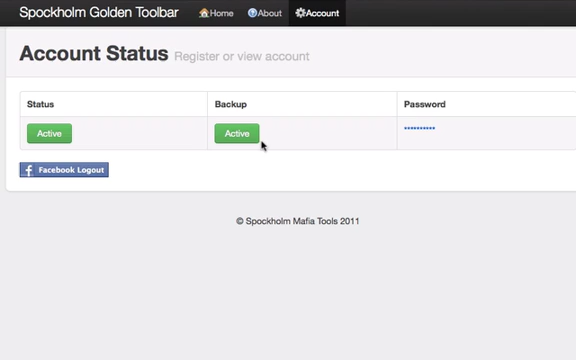 Spockholm Golden Toolbar Home About Account
Account Status Register or view account
Status Backup Password
Active Active ••••••••••
Facebook Logout
© Spockholm Mafia Tools 2011